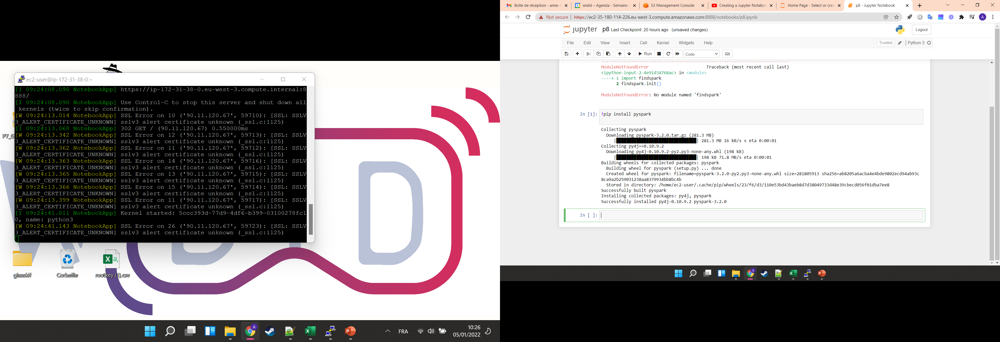 ec2-user@ip-172-31-38-0:~
[I 09:24:08.090 NotebookApp] https://ip-172-31-38-0.eu-west-3.compute.internal:8
888/
[I 09:24:08.090 NotebookApp] Use Control-C to stop this server and shut down all
kernels (twice to skip confirmation).
[W 09:24:13.014 NotebookApp] SSL Error on 10 ('90.11.120.67', 59710): [SSL: SSLV
3_ALERT_CERTIFICATE_UNKNOWN] sslv3 alert certificate unknown (_ssl.c:1125)
[I 09:24:13.068 NotebookApp] 302 GET / (90.11.120.67) 0.550000ms
[W 09:24:13.342 NotebookApp] SSL Error on 12 ('90.11.120.67', 59713): [SSL: SSLV
3_ALERT_CERTIFICATE_UNKNOWN] sslv3 alert certificate unknown (_ssl.c:1125)
[W 09:24:13.362 NotebookApp] SSL Error on 11 ('90.11.120.67', 59712): [SSL: SSLV
3_ALERT_CERTIFICATE_UNKNOWN] sslv3 alert certificate unknown (_ssl.c:1125)
[W 09:24:13.363 NotebookApp] SSL Error on 14 ('90.11.120.67', 59716): [SSL: SSLV
3_ALERT_CERTIFICATE_UNKNOWN] sslv3 alert certificate unknown (_ssl.c:1125)
[W 09:24:13.365 NotebookApp] SSL Error on 13 ('90.11.120.67', 59715): [SSL: SSLV
3_ALERT_CERTIFICATE_UNKNOWN] sslv3 alert certificate unknown (_ssl.c:1125)
[W 09:24:13.366 NotebookApp] SSL Error on 15 ('90.11.120.67', 59714): [SSL: SSLV
3_ALERT_CERTIFICATE_UNKNOWN] sslv3 alert certificate unknown (_ssl.c:1125)
[W 09:24:13.399 NotebookApp] SSL Error on 11 ('90.11.120.67', 59717): [SSL: SSLV
3_ALERT_CERTIFICATE_UNKNOWN] sslv3 alert certificate unknown (_ssl.c:1125)
[I 09:24:41.011 NotebookApp] Kernel started: 5ccc393d-77d9-4df6-b399-03100278fc1
0, name: python3
[W 09:24:41.143 NotebookApp] SSL Error on 26 ('90.11.120.67', 59723): [SSL: SSLV
3_ALERT_CERTIFICATE_UNKNOWN] sslv3 alert certificate unknown (_ssl.c:1125)
P7_G
D
glasskif
Corbeille
rootkey (1).csv
FRA
10:26
05/01/2022
Boîte de réception - anne-s
widid – Agenda - Semaine
S3 Management Console
Creating a Jupyter Notebook
Home Page - Select or crea
p8 - Jupyter Notebook
Not secure | https://ec2-35-180-114-226.eu-west-3.compute.amazonaws.com:8888/notebooks/p8.ipynb
jupyter p8 Last Checkpoint: 20 hours ago (unsaved changes)
Logout
File Edit View Insert Cell Kernel Widgets Help
Trusted
Python 3
Run
Code
ModuleNotFoundError Traceback (most recent call last)
<ipython-input-2-4e91d34768ac> in <module>
----> 1 import findspark
2 findspark.init()
ModuleNotFoundError: No module named 'findspark'
In [1]: !pip install pyspark
Collecting pyspark
Downloading pyspark-3.2.0.tar.gz (281.3 MB)
| 281.3 MB 16 kB/s s eta 0:00:01
Collecting py4j==0.10.9.2
Downloading py4j-0.10.9.2-py2.py3-none-any.whl (198 kB)
| 198 kB 71.8 MB/s eta 0:00:01
Building wheels for collected packages: pyspark
Building wheel for pyspark (setup.py) ... done
Created wheel for pyspark: filename=pyspark-3.2.0-py2.py3-none-any.whl size=281805913 sha256=ab8205a6acba4e4bde9802ecd94ab93c
8ca9a2b259031238aa8379934bb8bc4b
Stored in directory: /home/ec2-user/.cache/pip/wheels/23/f6/d3/110e53bd43baeb8d7d38049733d48e39cbecd056f01dba7ee8
Successfully built pyspark
Installing collected packages: py4j, pyspark
Successfully installed py4j-0.10.9.2 pyspark-3.2.0
In [ ]: